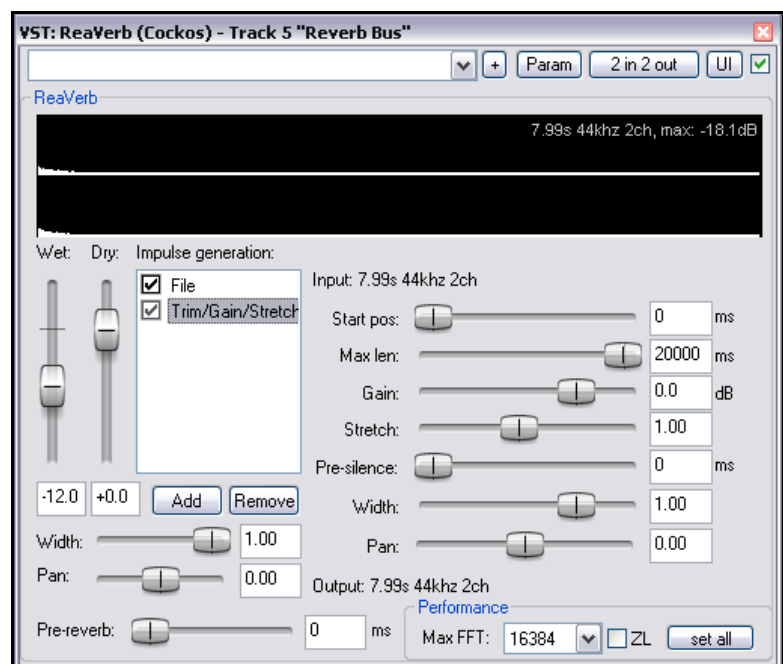 VST: ReaVerb (Cockos) - Track 5 "Reverb Bus"
+ Param 2 in 2 out UI
ReaVerb
7.99s 44khz 2ch, max: -18.1dB
Wet: Dry: Impulse generation:
File
Trim/Gain/Stretch
Input: 7.99s 44khz 2ch
Start pos: 0 ms
Max len: 20000 ms
Gain: 0.0 dB
Stretch: 1.00
Pre-silence: 0 ms
Width: 1.00
Pan: 0.00
-12.0 +0.0 Add Remove
Width: 1.00
Pan: 0.00
Output: 7.99s 44khz 2ch
Pre-reverb: 0 ms
Performance
Max FFT: 16384 ZL set all